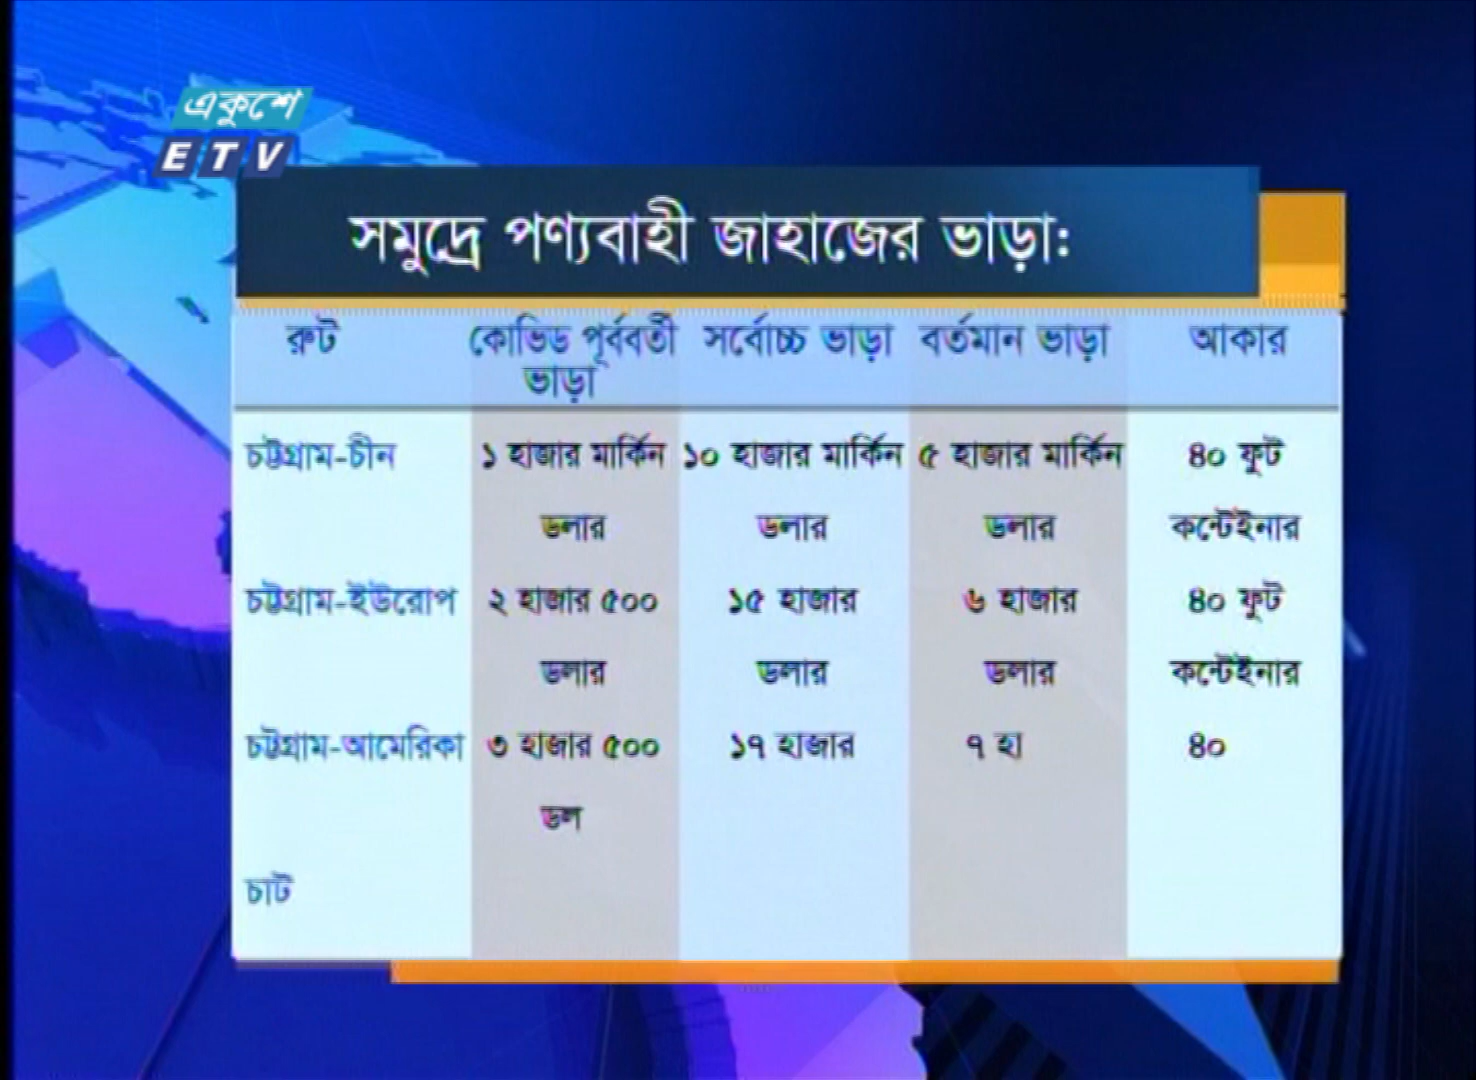 একুশে
ETV
সমুদ্রে পণ্যবাহী জাহাজের ভাড়া:
রুট কোভিড পূর্ববর্তী ভাড়া সর্বোচ্চ ভাড়া বর্তমান ভাড়া আকার
চট্টগ্রাম-চীন ১ হাজার মার্কিন ১০ হাজার মার্কিন ৫ হাজার মার্কিন ৪০ ফুট
ডলার ডলার ডলার কন্টেইনার
চট্টগ্রাম-ইউরোপ ২ হাজার ৫০০ ১৫ হাজার ৬ হাজার ৪০ ফুট
ডলার ডলার ডলার কন্টেইনার
চট্টগ্রাম-আমেরিকা ৩ হাজার ৫০০ ১৭ হাজার ৭ হা ৪০
ডল
চাট